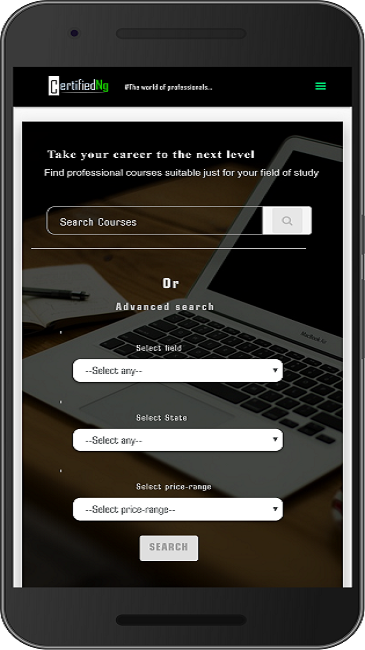 CertifiedNg
#The world of professionals...
Take your career to the next level
Find professional courses suitable just for your field of study
Search Courses
Or
Advanced search
Select field
--Select any--
Select State
--Select any--
Select price-range
--Select price-range--
SEARCH
MacBook Air